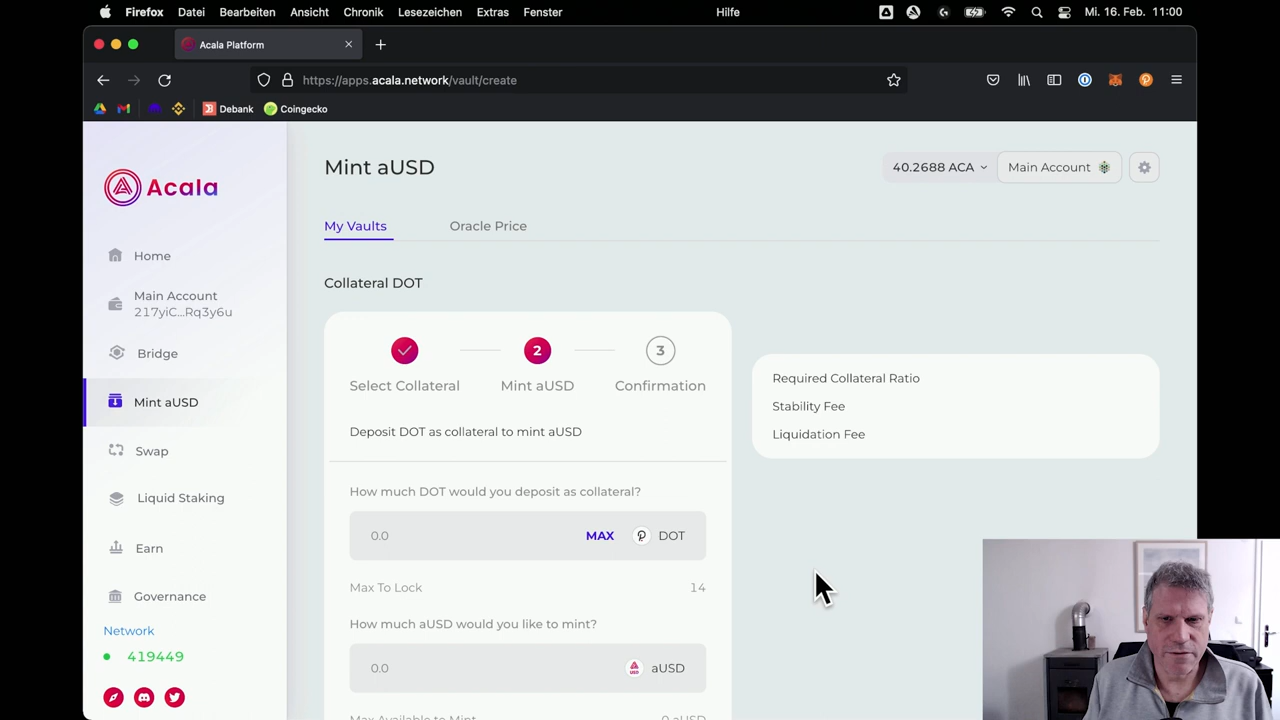 Firefox Datei Bearbeiten Ansicht Chronik Lesezeichen Extras Fenster Hilfe Mi. 16. Feb. 11:00
Acala Platform
https://apps.acala.network/vault/create
Debank Coingecko
Acala
Home
Main Account
217yiC...Rq3y6u
Bridge
Mint aUSD
Swap
Liquid Staking
Earn
Governance
Network
419449
Mint aUSD
40.2688 ACA Main Account
My Vaults Oracle Price
Collateral DOT
2 3
Select Collateral Mint aUSD Confirmation
Deposit DOT as collateral to mint aUSD
How much DOT would you deposit as collateral?
0.0 MAX DOT
Max To Lock 14
How much aUSD would you like to mint?
0.0 aUSD
Max Available to Mint 0 aUSD
Required Collateral Ratio
Stability Fee
Liquidation Fee